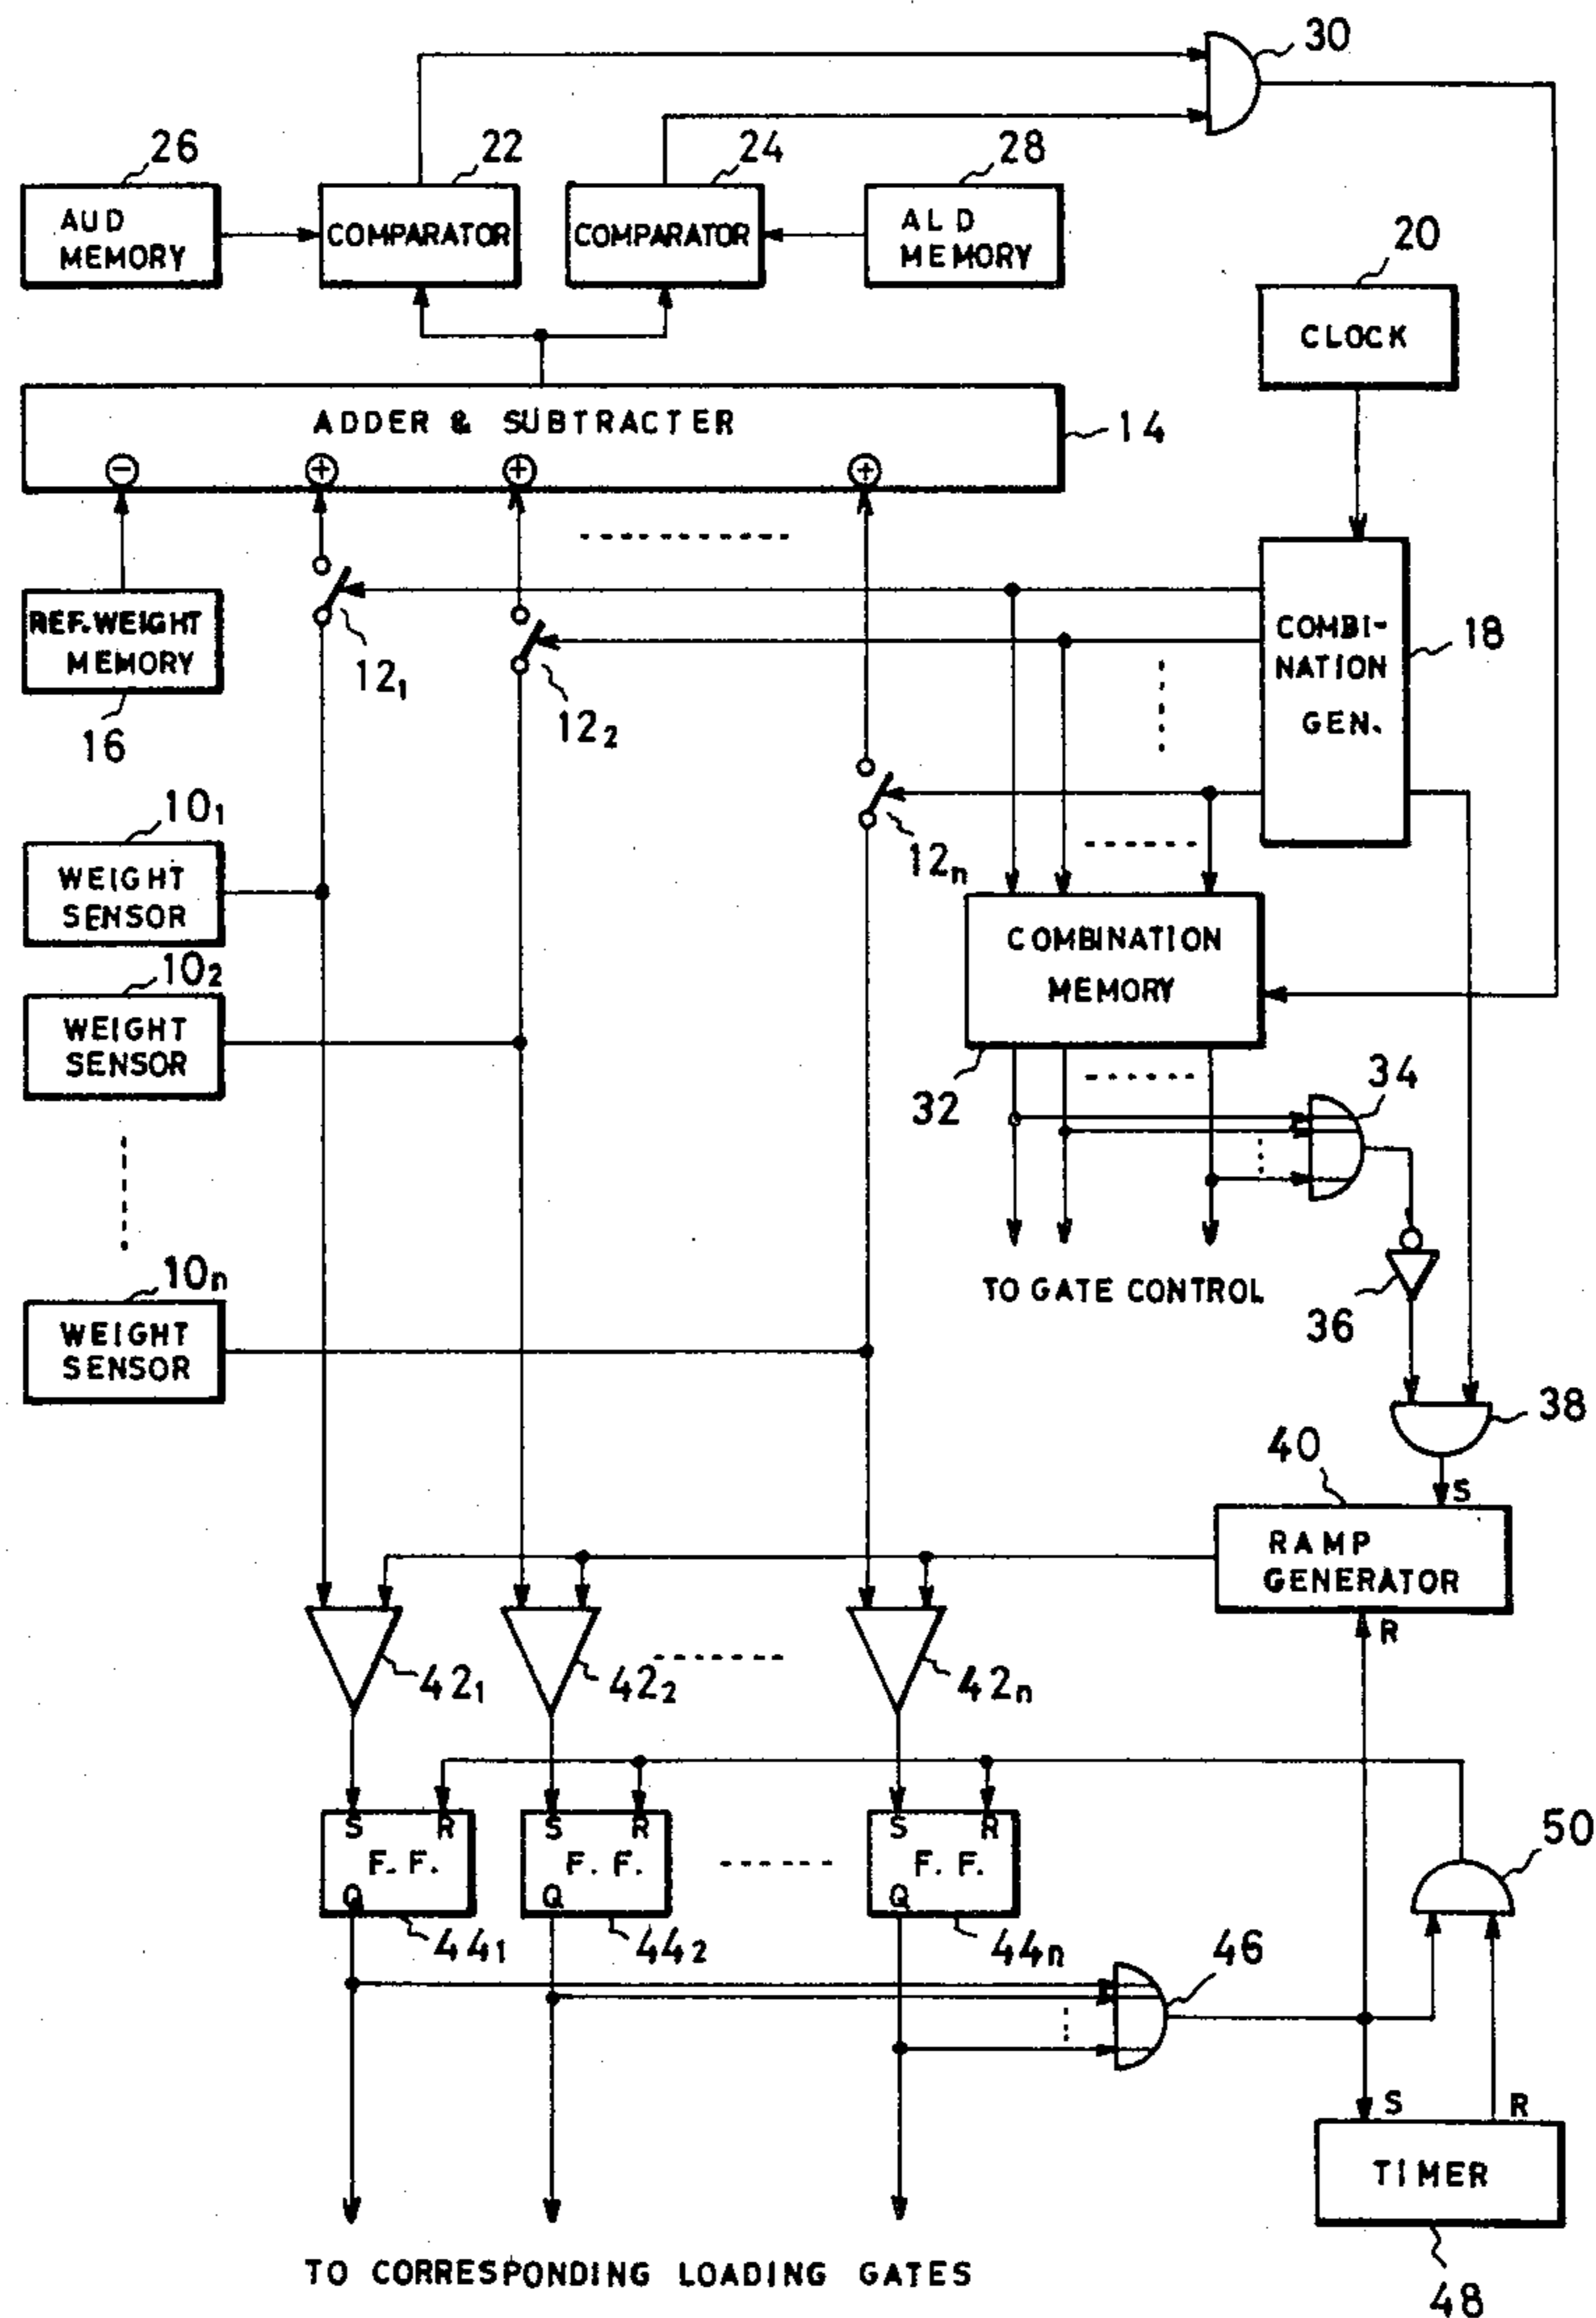 30
26
22
24
28
AUD
MEMORY
COMPARATOR
COMPARATOR
ALD
MEMORY
20
CLOCK
ADDER & SUBTRACTER
14
−
+
+
+
REF.WEIGHT
MEMORY
16
12₁
12₂
12ₙ
COMBI-
NATION
GEN.
18
10₁
WEIGHT
SENSOR
10₂
WEIGHT
SENSOR
10ₙ
WEIGHT
SENSOR
COMBINATION
MEMORY
32
34
TO GATE CONTROL
36
38
40
S
RAMP
GENERATOR
R
42₁
42₂
42ₙ
S R
F. F.
Q
S R
F. F.
Q
S R
F. F.
Q
44₁
44₂
44ₙ
46
50
S
R
TIMER
48
TO CORRESPONDING LOADING GATES